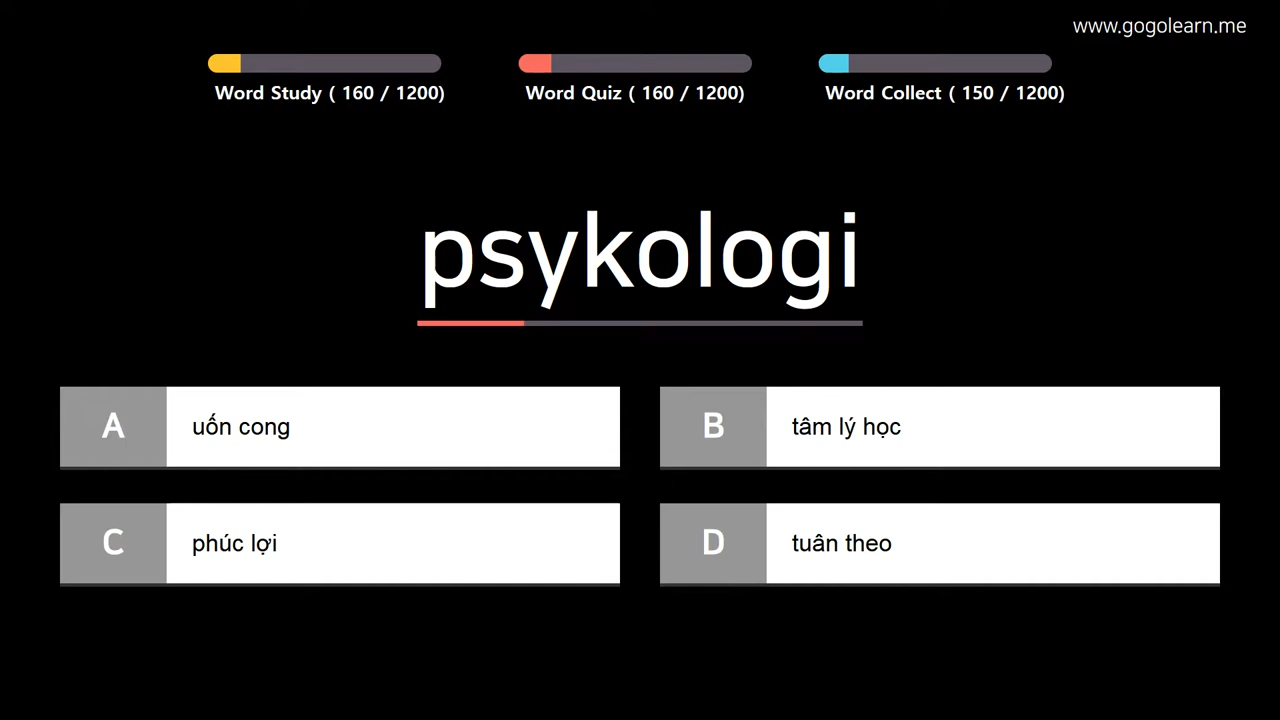 www.gogolearn.me
Word Study ( 160 / 1200)
Word Quiz ( 160 / 1200)
Word Collect ( 150 / 1200)
psykologi
A uốn cong
B tâm lý học
C phúc lợi
D tuân theo